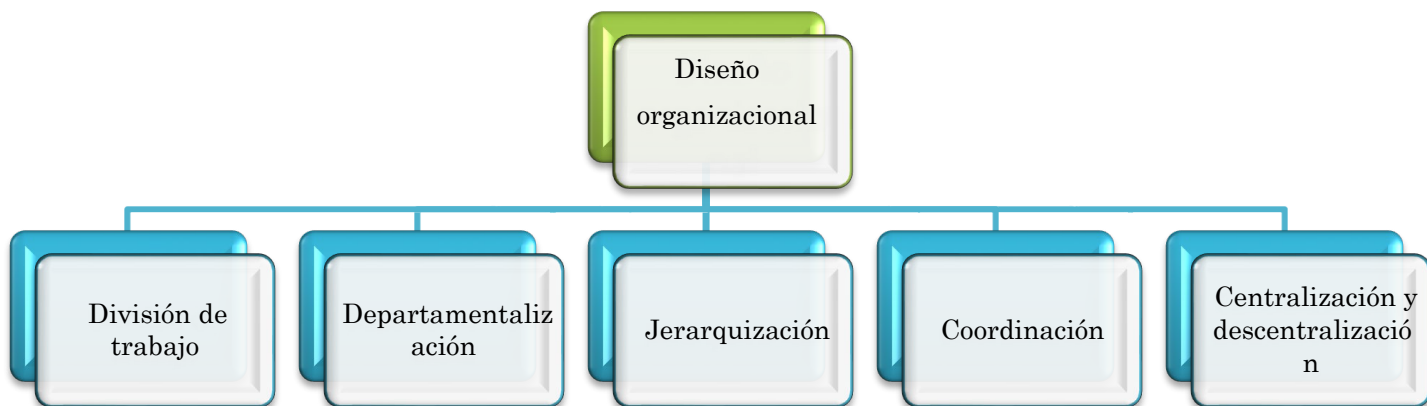 Diseño
organizacional
División de
trabajo
Departamentaliz
ación
Jerarquización
Coordinación
Centralización y
descentralizació
n